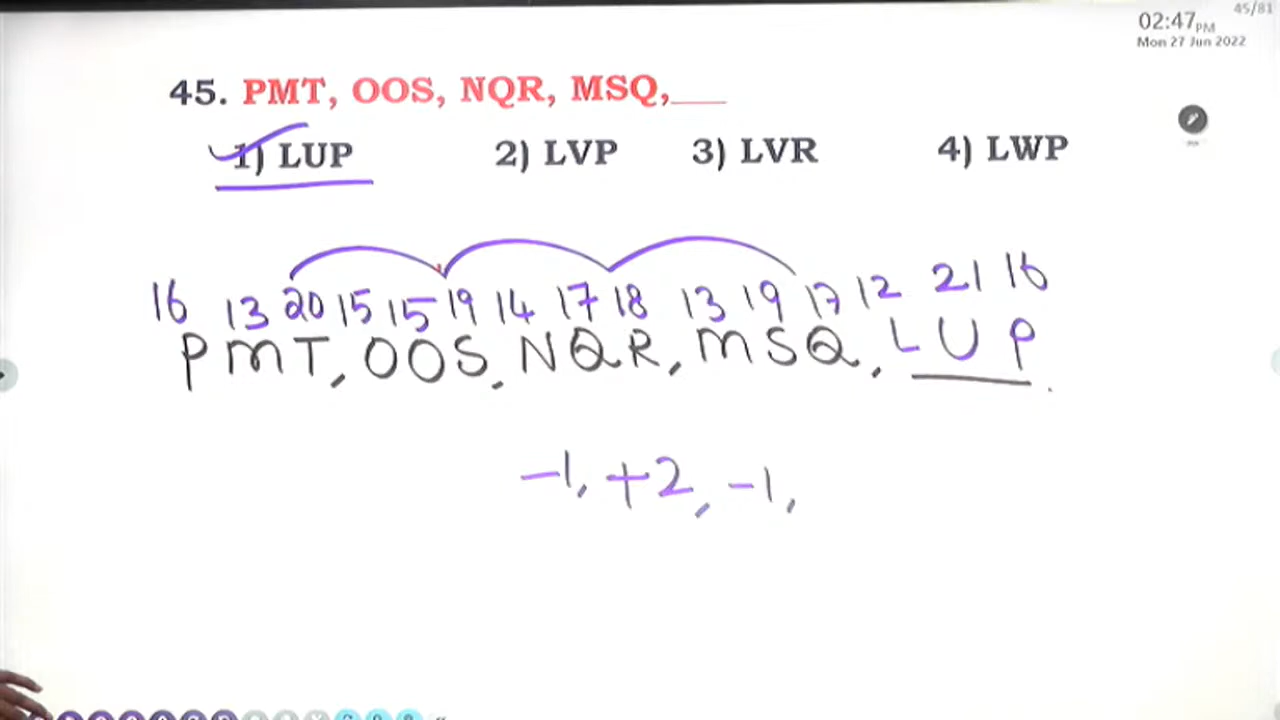 45/81
02:47PM
Mon 27 Jun 2022
45. PMT, OOS, NQR, MSQ,___
1) LUP 2) LVP 3) LVR 4) LWP
16 13 20 15 15 19 14 17 18 13 19 17 12 21 16
PMT, OOS, NQR, MSQ, LUP.
-1, +2, -1,